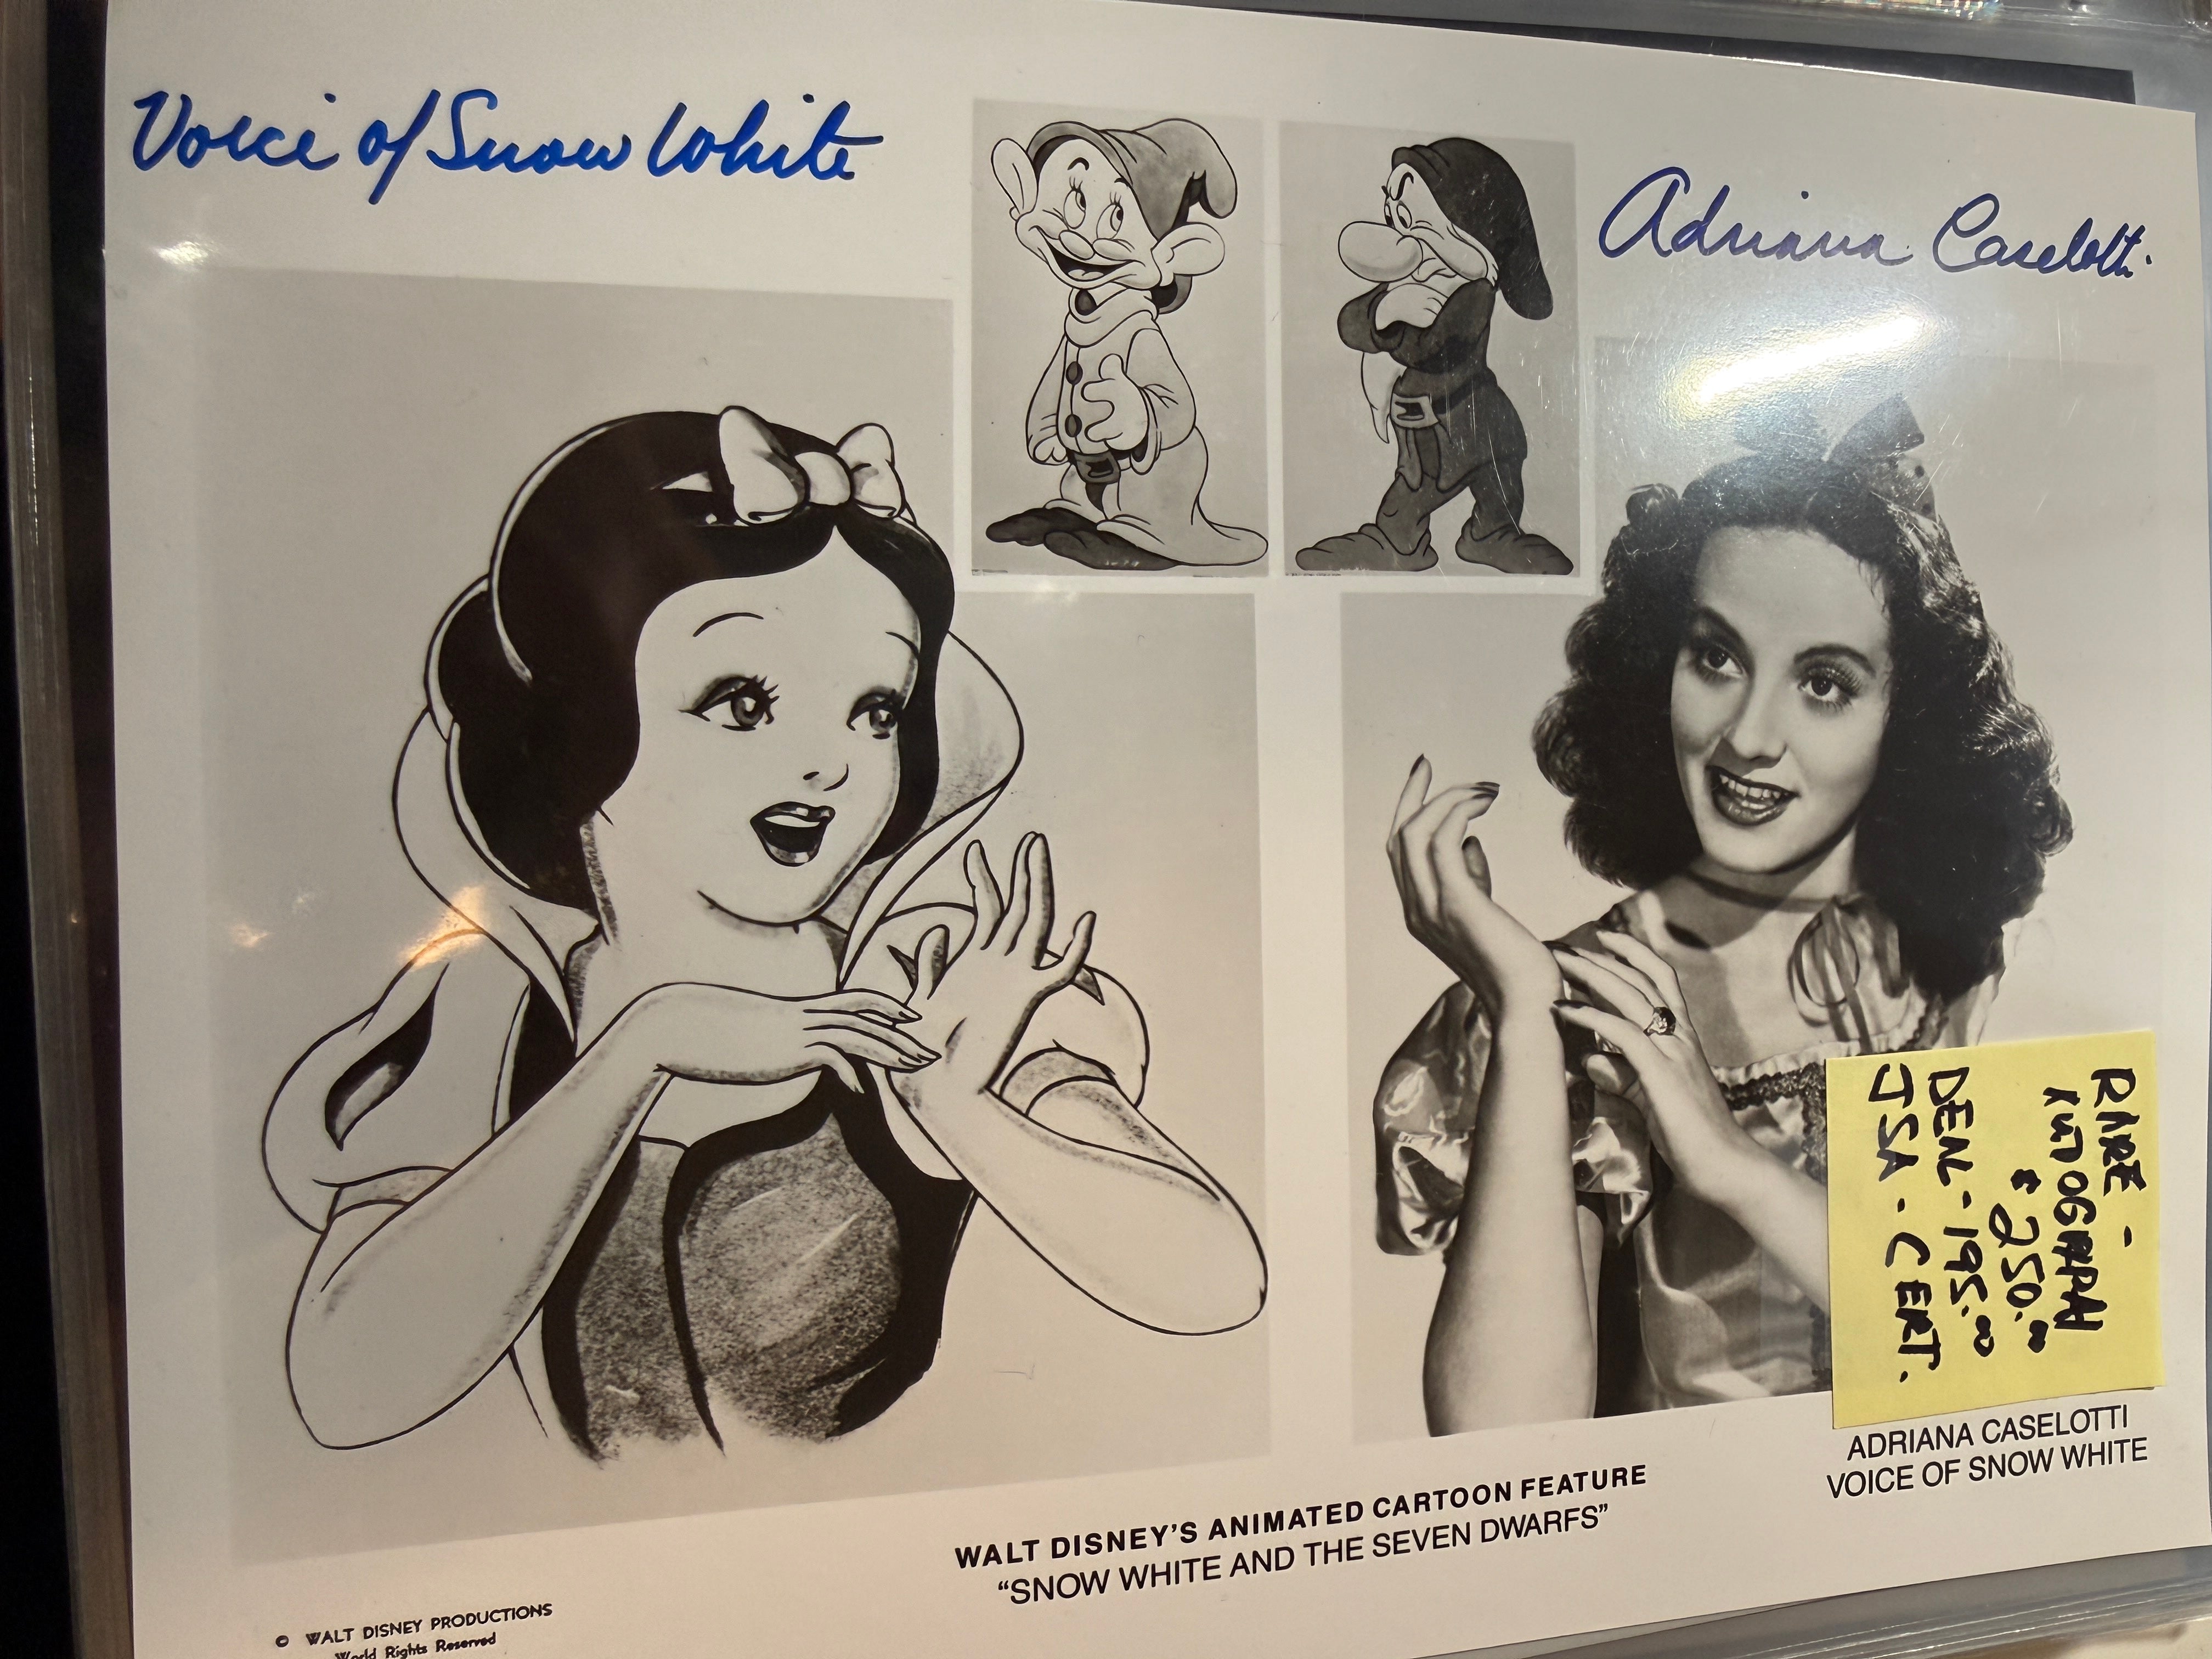 Voice of Snow White
Adriana Caselotti
RARE -
AUTOGRAPH
$ 250.00
DEAL - 195.00
JSA - CERT.
ADRIANA CASELOTTI
VOICE OF SNOW WHITE
WALT DISNEY'S ANIMATED CARTOON FEATURE
“SNOW WHITE AND THE SEVEN DWARFS”
© WALT DISNEY PRODUCTIONS
World Rights Reserved